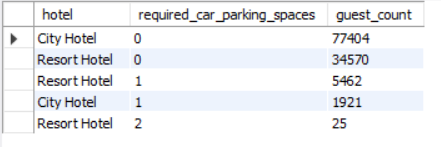 hotel required_car_parking_spaces guest_count
City Hotel 0 77404
Resort Hotel 0 34570
Resort Hotel 1 5462
City Hotel 1 1921
Resort Hotel 2 25